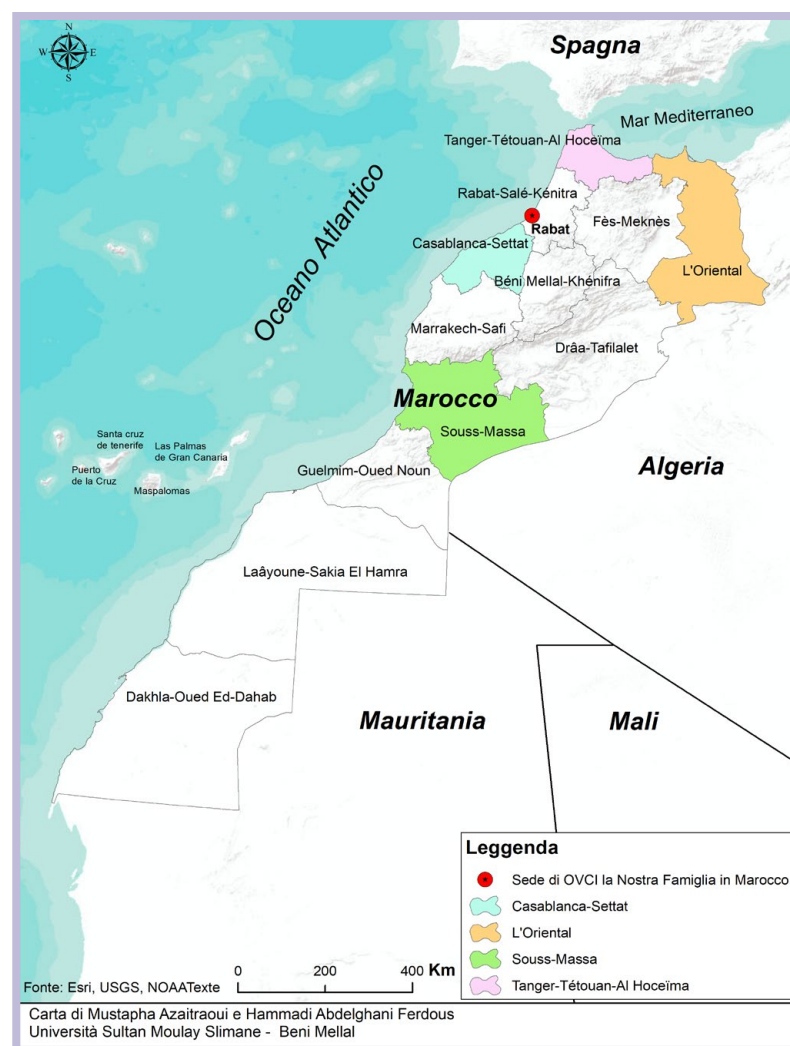 N
W
E
S
Spagna
Mar Mediterraneo
Tanger-Tétouan-Al Hoceïma
Oceano Atlantico
Rabat-Salé-Kénitra
Rabat
Fès-Meknès
Casablanca-Settat
L'Oriental
Béni Mellal-Khénifra
Marrakech-Safi
Drâa-Tafilalet
Marocco
Souss-Massa
Santa cruz
de tenerife
Las Palmas
de Gran Canaria
Puerto
de la Cruz
Maspalomas
Guelmim-Oued Noun
Algeria
Laâyoune-Sakia El Hamra
Dakhla-Oued Ed-Dahab
Mauritania
Mali
Leggenda
Sede di OVCI la Nostra Famiglia in Marocco
Casablanca-Settat
L'Oriental
Souss-Massa
Tanger-Tétouan-Al Hoceïma
0 200 400 Km
Fonte: Esri, USGS, NOAATexte
Carta di Mustapha Azaitraoui e Hammadi Abdelghani Ferdous
Università Sultan Moulay Slimane - Beni Mellal